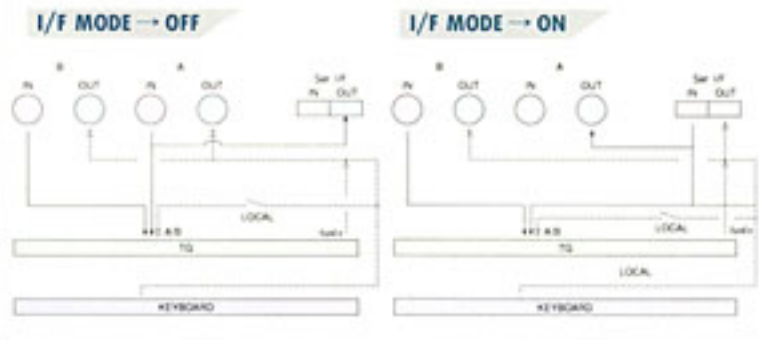 I/F MODE → OFF
B A
IN OUT IN OUT
Ser I/F
IN OUT
LOCAL
A/B
TG
KEYBOARD
I/F MODE → ON
B A
IN OUT IN OUT
Ser I/F
IN OUT
LOCAL
A/B
TG
LOCAL
KEYBOARD